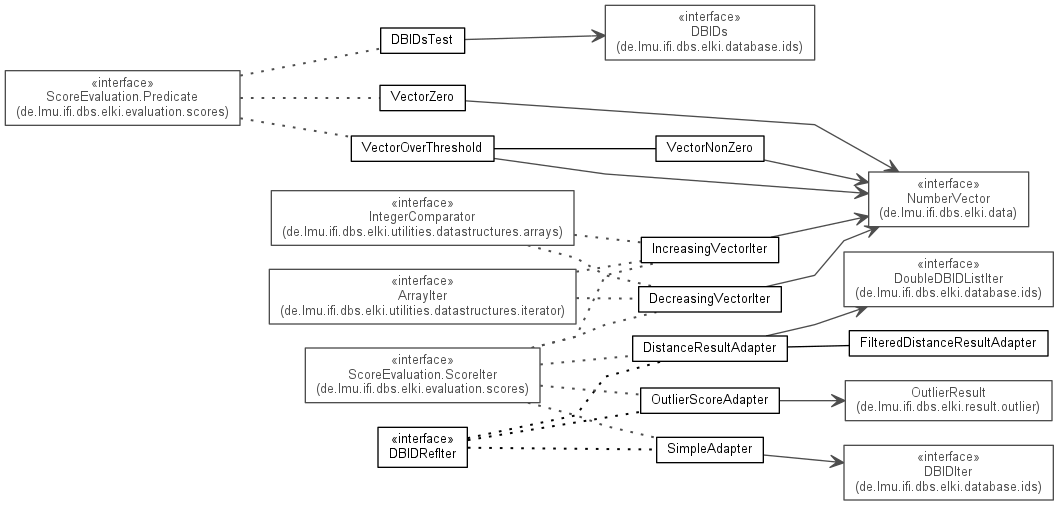 «interface»
DBIDs
(de.lmu.ifi.dbs.elki.database.ids)
DBIDsTest
«interface»
ScoreEvaluation.Predicate
(de.lmu.ifi.dbs.elki.evaluation.scores)
VectorZero
VectorOverThreshold
VectorNonZero
«interface»
NumberVector
(de.lmu.ifi.dbs.elki.data)
«interface»
IntegerComparator
(de.lmu.ifi.dbs.elki.utilities.datastructures.arrays)
IncreasingVectorIter
«interface»
DoubleDBIDListIter
(de.lmu.ifi.dbs.elki.database.ids)
«interface»
ArrayIter
(de.lmu.ifi.dbs.elki.utilities.datastructures.iterator)
DecreasingVectorIter
DistanceResultAdapter
FilteredDistanceResultAdapter
«interface»
ScoreEvaluation.ScoreIter
(de.lmu.ifi.dbs.elki.evaluation.scores)
OutlierScoreAdapter
OutlierResult
(de.lmu.ifi.dbs.elki.result.outlier)
«interface»
DBIDRefIter
SimpleAdapter
«interface»
DBIDIter
(de.lmu.ifi.dbs.elki.database.ids)